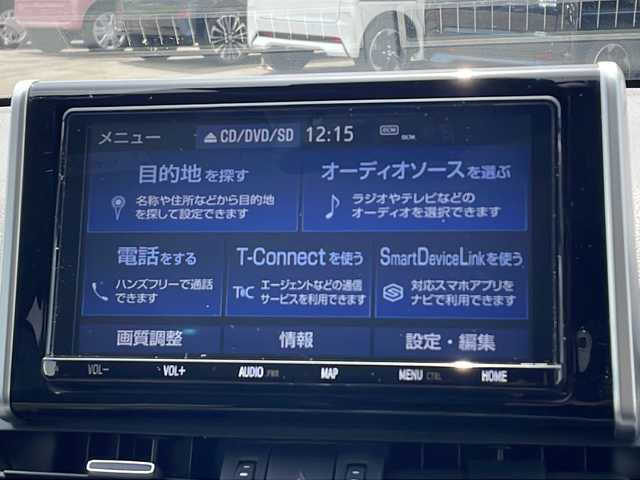 メニュー
CD/DVD/SD 12:15
目的地を探す
名称や住所などから目的地
を探して設定できます
オーディオソースを選ぶ
ラジオやテレビなどの
オーディオを選択できます
電話をする
ハンズフリーで通話
できます
T-Connectを使う
TC エージェントなどの通信
サービスを利用できます
SmartDeviceLinkを使う
対応スマホアプリを
ナビで利用できます
画質調整 情報 設定・編集
VOL- VOL+ AUDIO PWR MAP MENU CTRL HOME